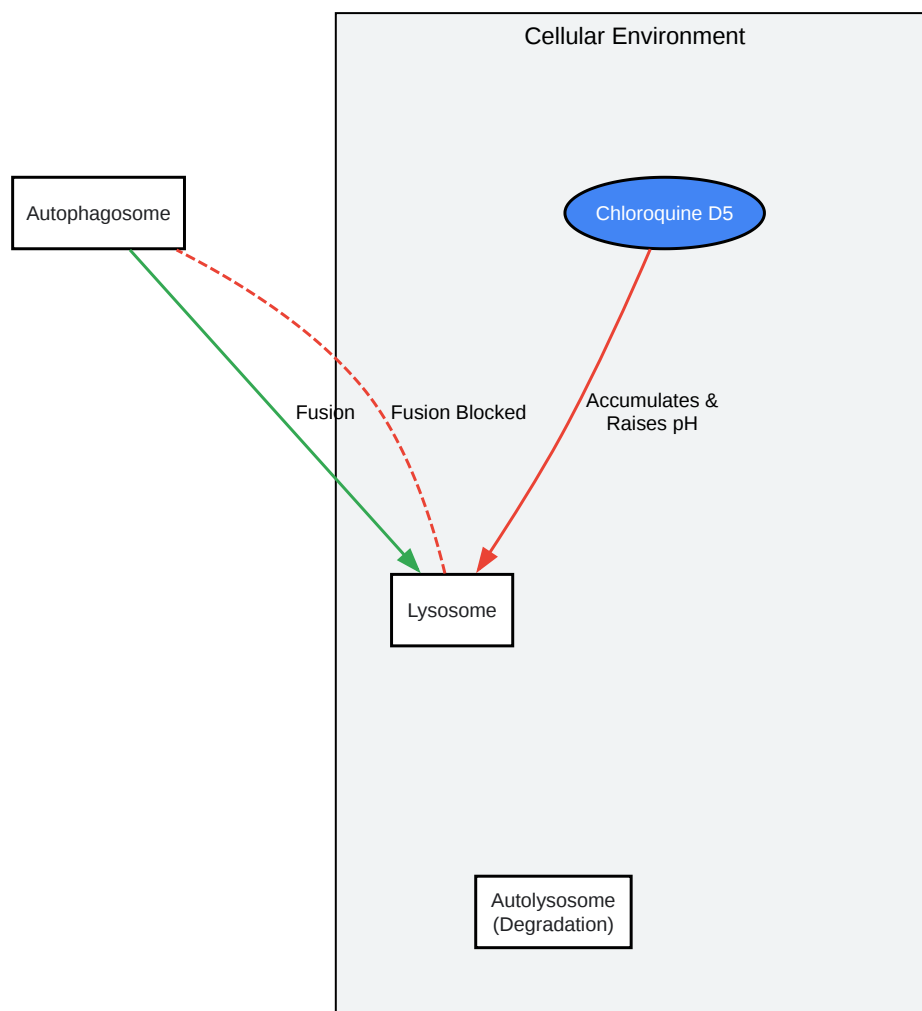 Cellular Environment
Autophagosome
Chloroquine D5
Fusion
Fusion Blocked
Accumulates &
Raises pH
Lysosome
Autolysosome
(Degradation)